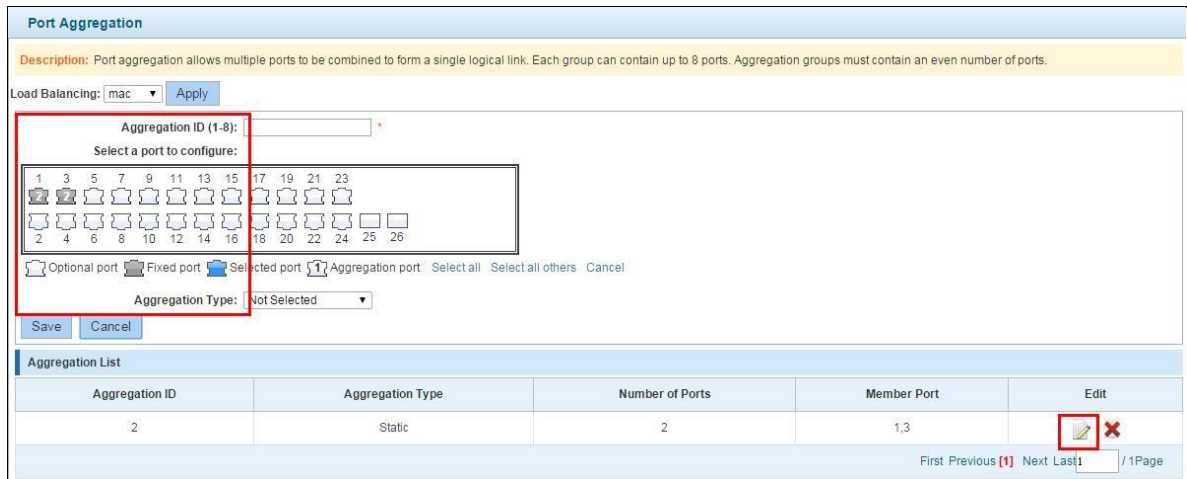 Port Aggregation
Description: Port aggregation allows multiple ports to be combined to form a single logical link. Each group can contain up to 8 ports. Aggregation groups must contain an even number of ports.
Load Balancing: mac Apply
Aggregation ID (1-8): *
Select a port to configure:
1 3 5 7 9 11 13 15 17 19 21 23
2 2
2 4 6 8 10 12 14 16 18 20 22 24 25 26
Optional port Fixed port Selected port 1 Aggregation port Select all Select all others Cancel
Aggregation Type: Not Selected
Save Cancel
Aggregation List
Aggregation ID Aggregation Type Number of Ports Member Port Edit
2 Static 2 1,3
First Previous [1] Next Last 1 / 1Page